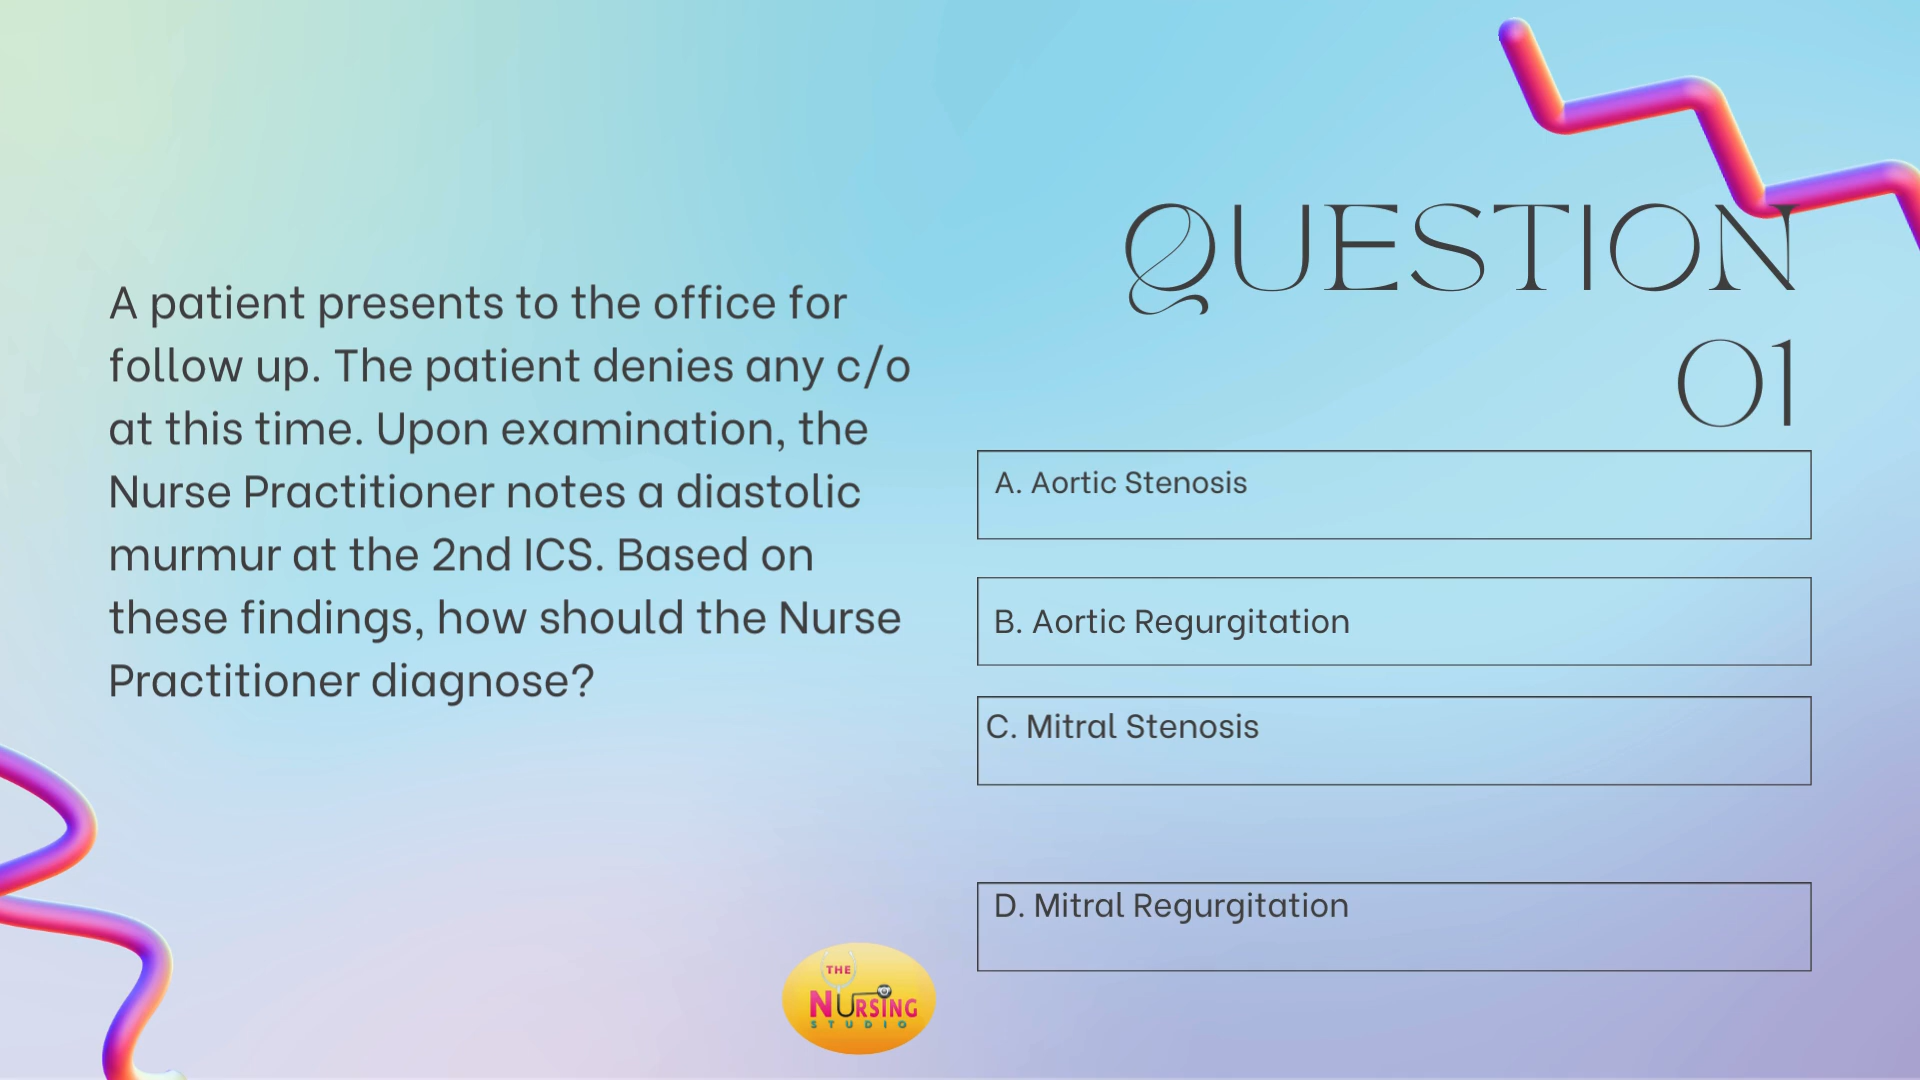 A patient presents to the office for
follow up. The patient denies any c/o
at this time. Upon examination, the
Nurse Practitioner notes a diastolic
murmur at the 2nd ICS. Based on
these findings, how should the Nurse
Practitioner diagnose?
QUESTION
01
A. Aortic Stenosis
B. Aortic Regurgitation
C. Mitral Stenosis
D. Mitral Regurgitation
THE
NURSING
STUDIO